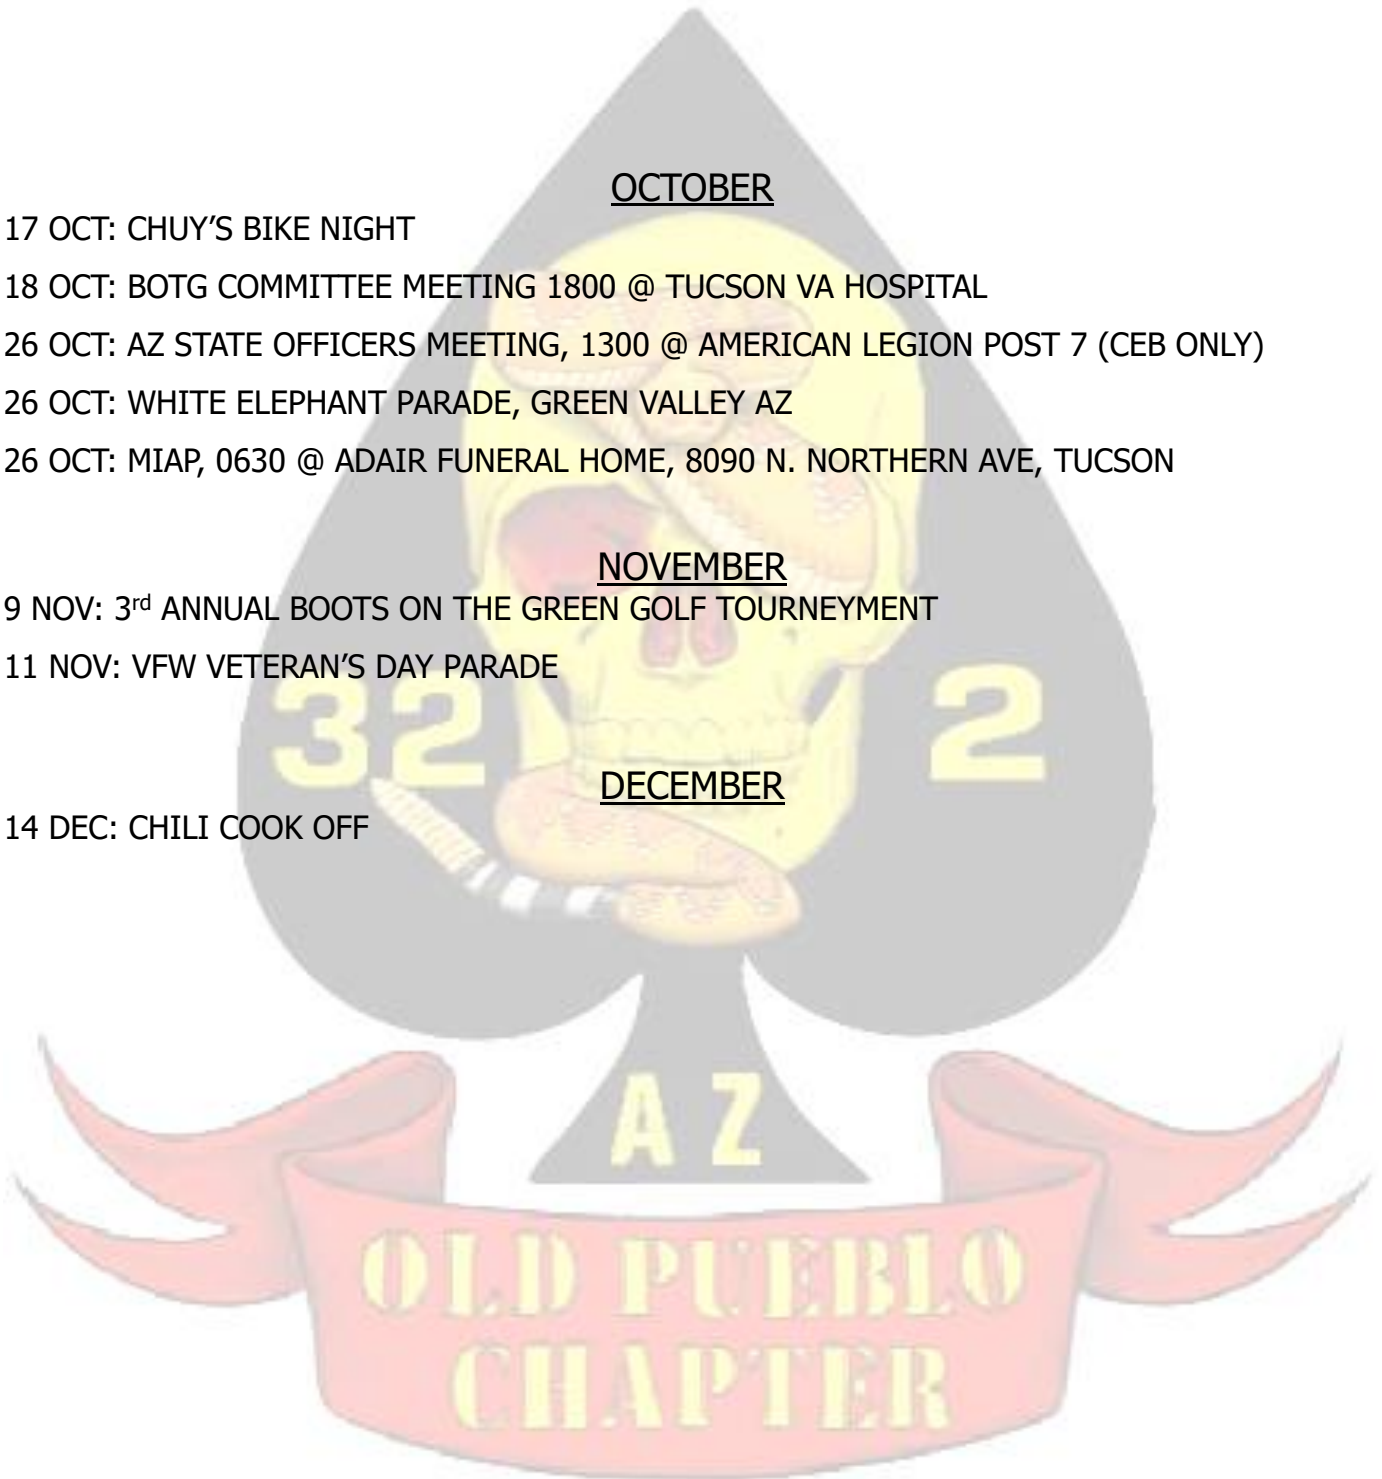 OCTOBER
17 OCT: CHUY’S BIKE NIGHT
18 OCT: BOTG COMMITTEE MEETING 1800 @ TUCSON VA HOSPITAL
26 OCT: AZ STATE OFFICERS MEETING, 1300 @ AMERICAN LEGION POST 7 (CEB ONLY)
26 OCT: WHITE ELEPHANT PARADE, GREEN VALLEY AZ
26 OCT: MIAP, 0630 @ ADAIR FUNERAL HOME, 8090 N. NORTHERN AVE, TUCSON
NOVEMBER
9 NOV: 3rd ANNUAL BOOTS ON THE GREEN GOLF TOURNEYMENT
11 NOV: VFW VETERAN’S DAY PARADE
32 2
DECEMBER
14 DEC: CHILI COOK OFF
A Z
OLD PUEBLO
CHAPTER